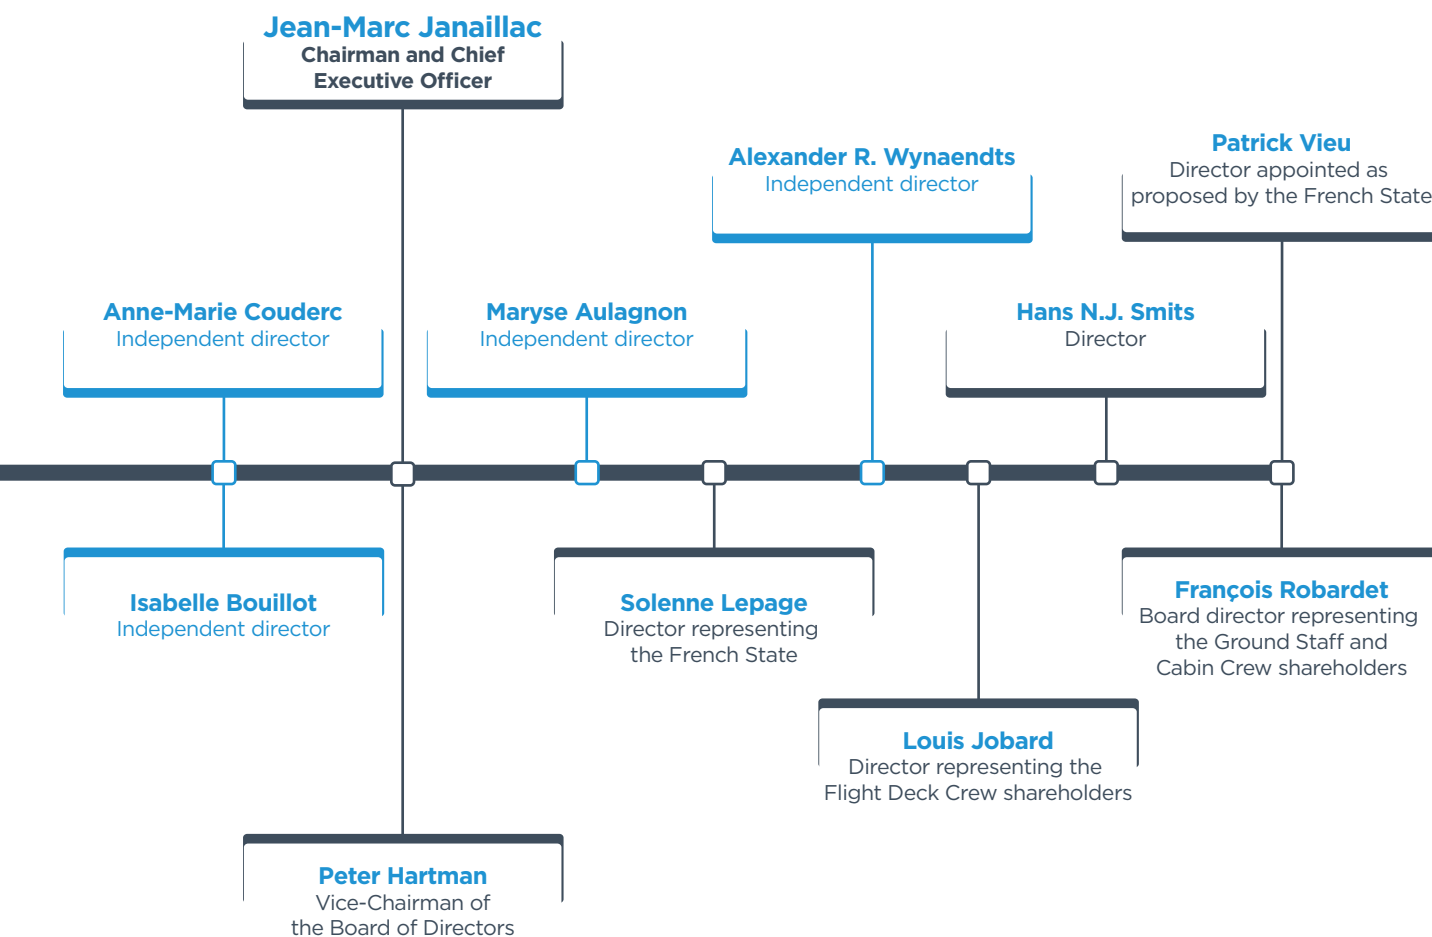 Jean-Marc Janaillac
Chairman and Chief
Executive Officer
Alexander R. Wynaendts
Independent director
Patrick Vieu
Director appointed as
proposed by the French State
Anne-Marie Couderc
Independent director
Maryse Aulagnon
Independent director
Hans N.J. Smits
Director
Isabelle Bouillot
Independent director
Solenne Lepage
Director representing
the French State
François Robardet
Board director representing
the Ground Staff and
Cabin Crew shareholders
Louis Jobard
Director representing the
Flight Deck Crew shareholders
Peter Hartman
Vice-Chairman of
the Board of Directors